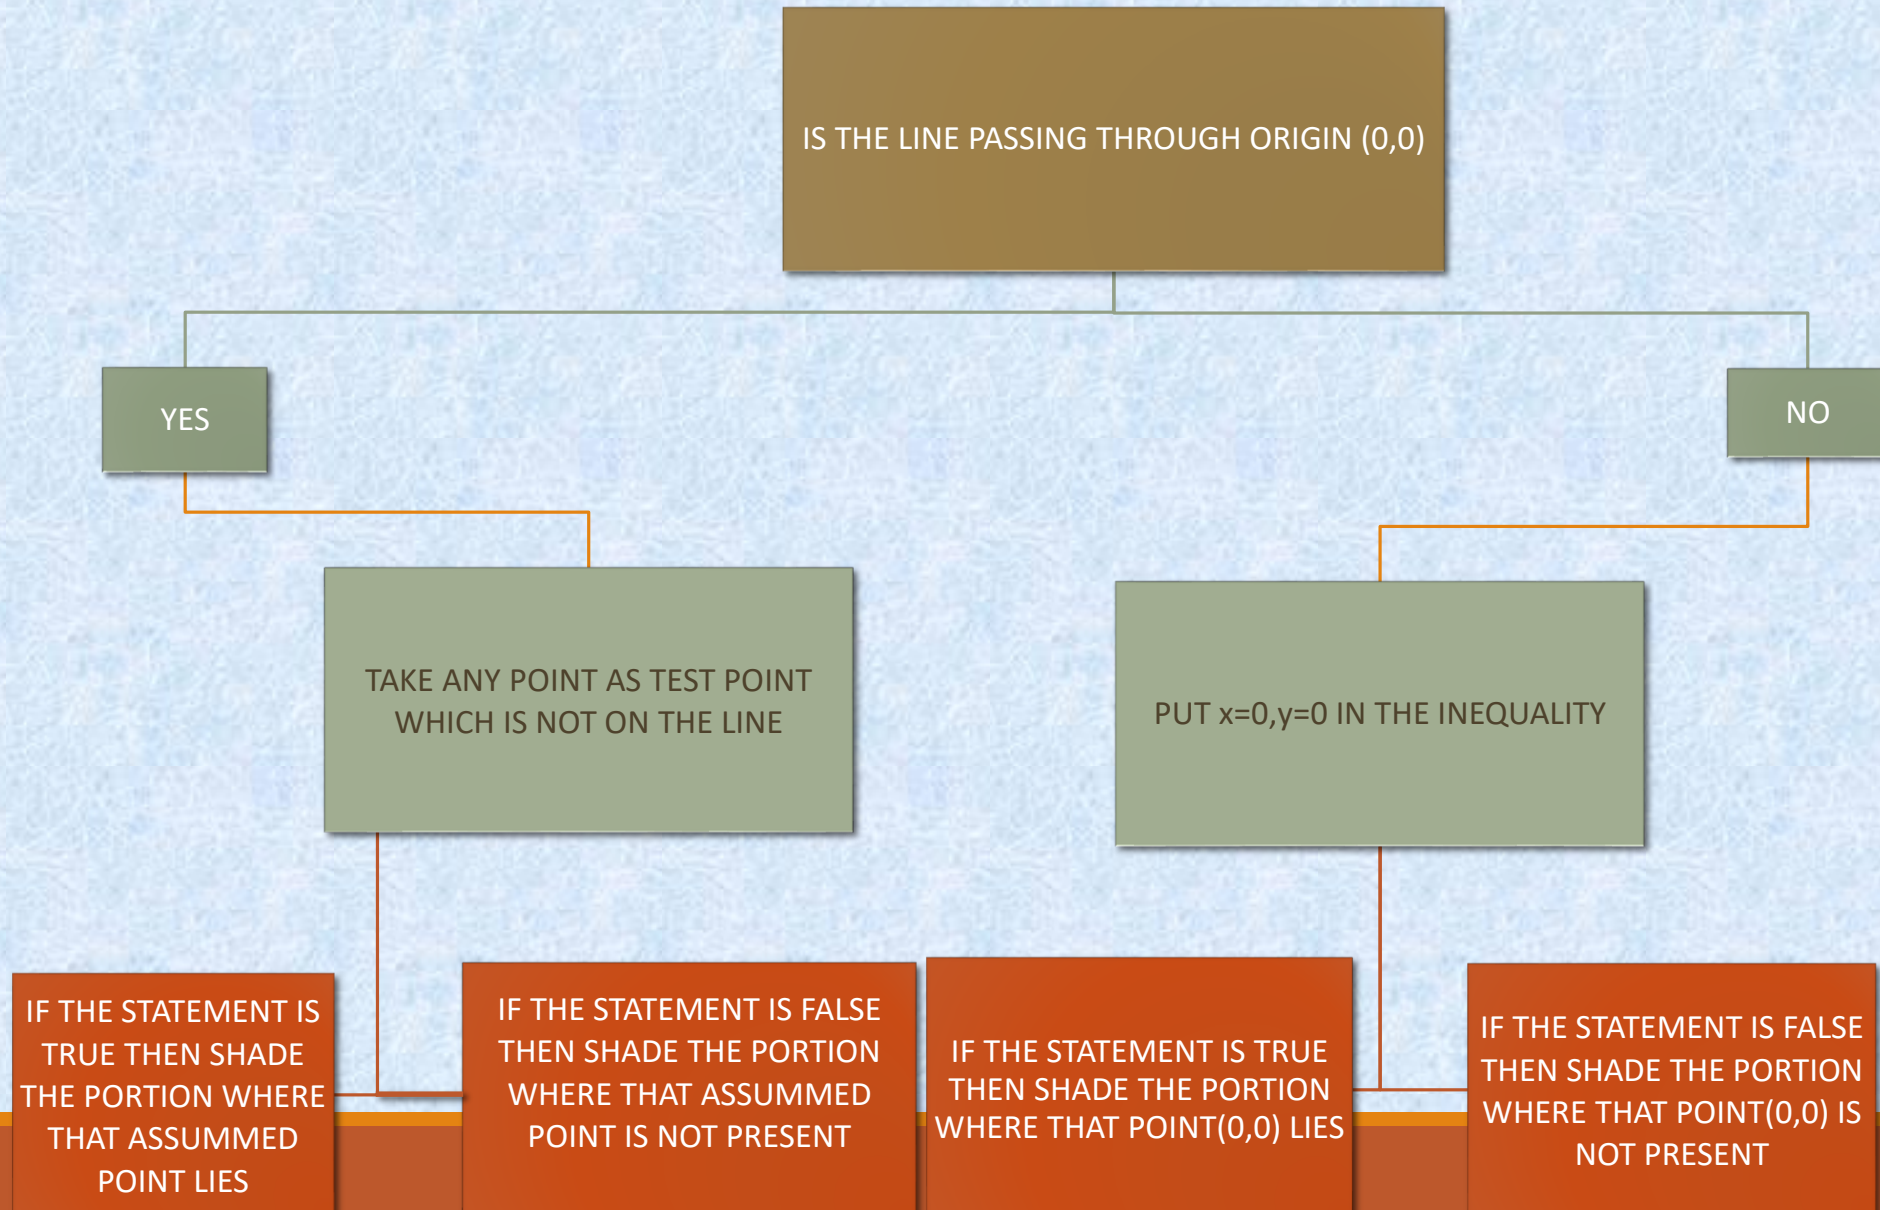 IS THE LINE PASSING THROUGH ORIGIN (0,0)
YES
NO
TAKE ANY POINT AS TEST POINT
WHICH IS NOT ON THE LINE
PUT x=0,y=0 IN THE INEQUALITY
IF THE STATEMENT IS
TRUE THEN SHADE
THE PORTION WHERE
THAT ASSUMMED
POINT LIES
IF THE STATEMENT IS FALSE
THEN SHADE THE PORTION
WHERE THAT ASSUMMED
POINT IS NOT PRESENT
IF THE STATEMENT IS TRUE
THEN SHADE THE PORTION
WHERE THAT POINT(0,0) LIES
IF THE STATEMENT IS FALSE
THEN SHADE THE PORTION
WHERE THAT POINT(0,0) IS
NOT PRESENT